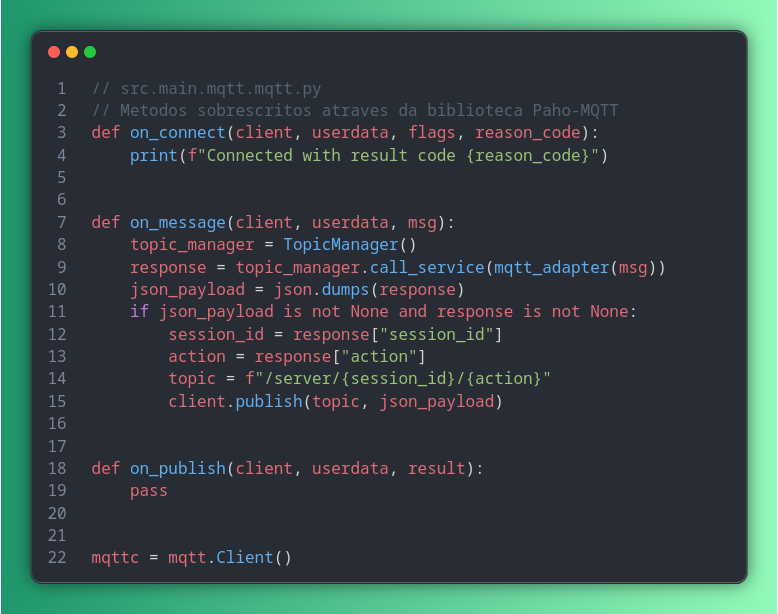 1 // src.main.mqtt.mqtt.py
2 // Metodos sobrescritos atraves da biblioteca Paho-MQTT
3 def on_connect(client, userdata, flags, reason_code):
4     print(f"Connected with result code {reason_code}")
5
6
7 def on_message(client, userdata, msg):
8     topic_manager = TopicManager()
9     response = topic_manager.call_service(mqtt_adapter(msg))
10     json_payload = json.dumps(response)
11     if json_payload is not None and response is not None:
12         session_id = response["session_id"]
13         action = response["action"]
14         topic = f"/server/{session_id}/{action}"
15         client.publish(topic, json_payload)
16
17
18 def on_publish(client, userdata, result):
19     pass
20
21
22 mqttc = mqtt.Client()